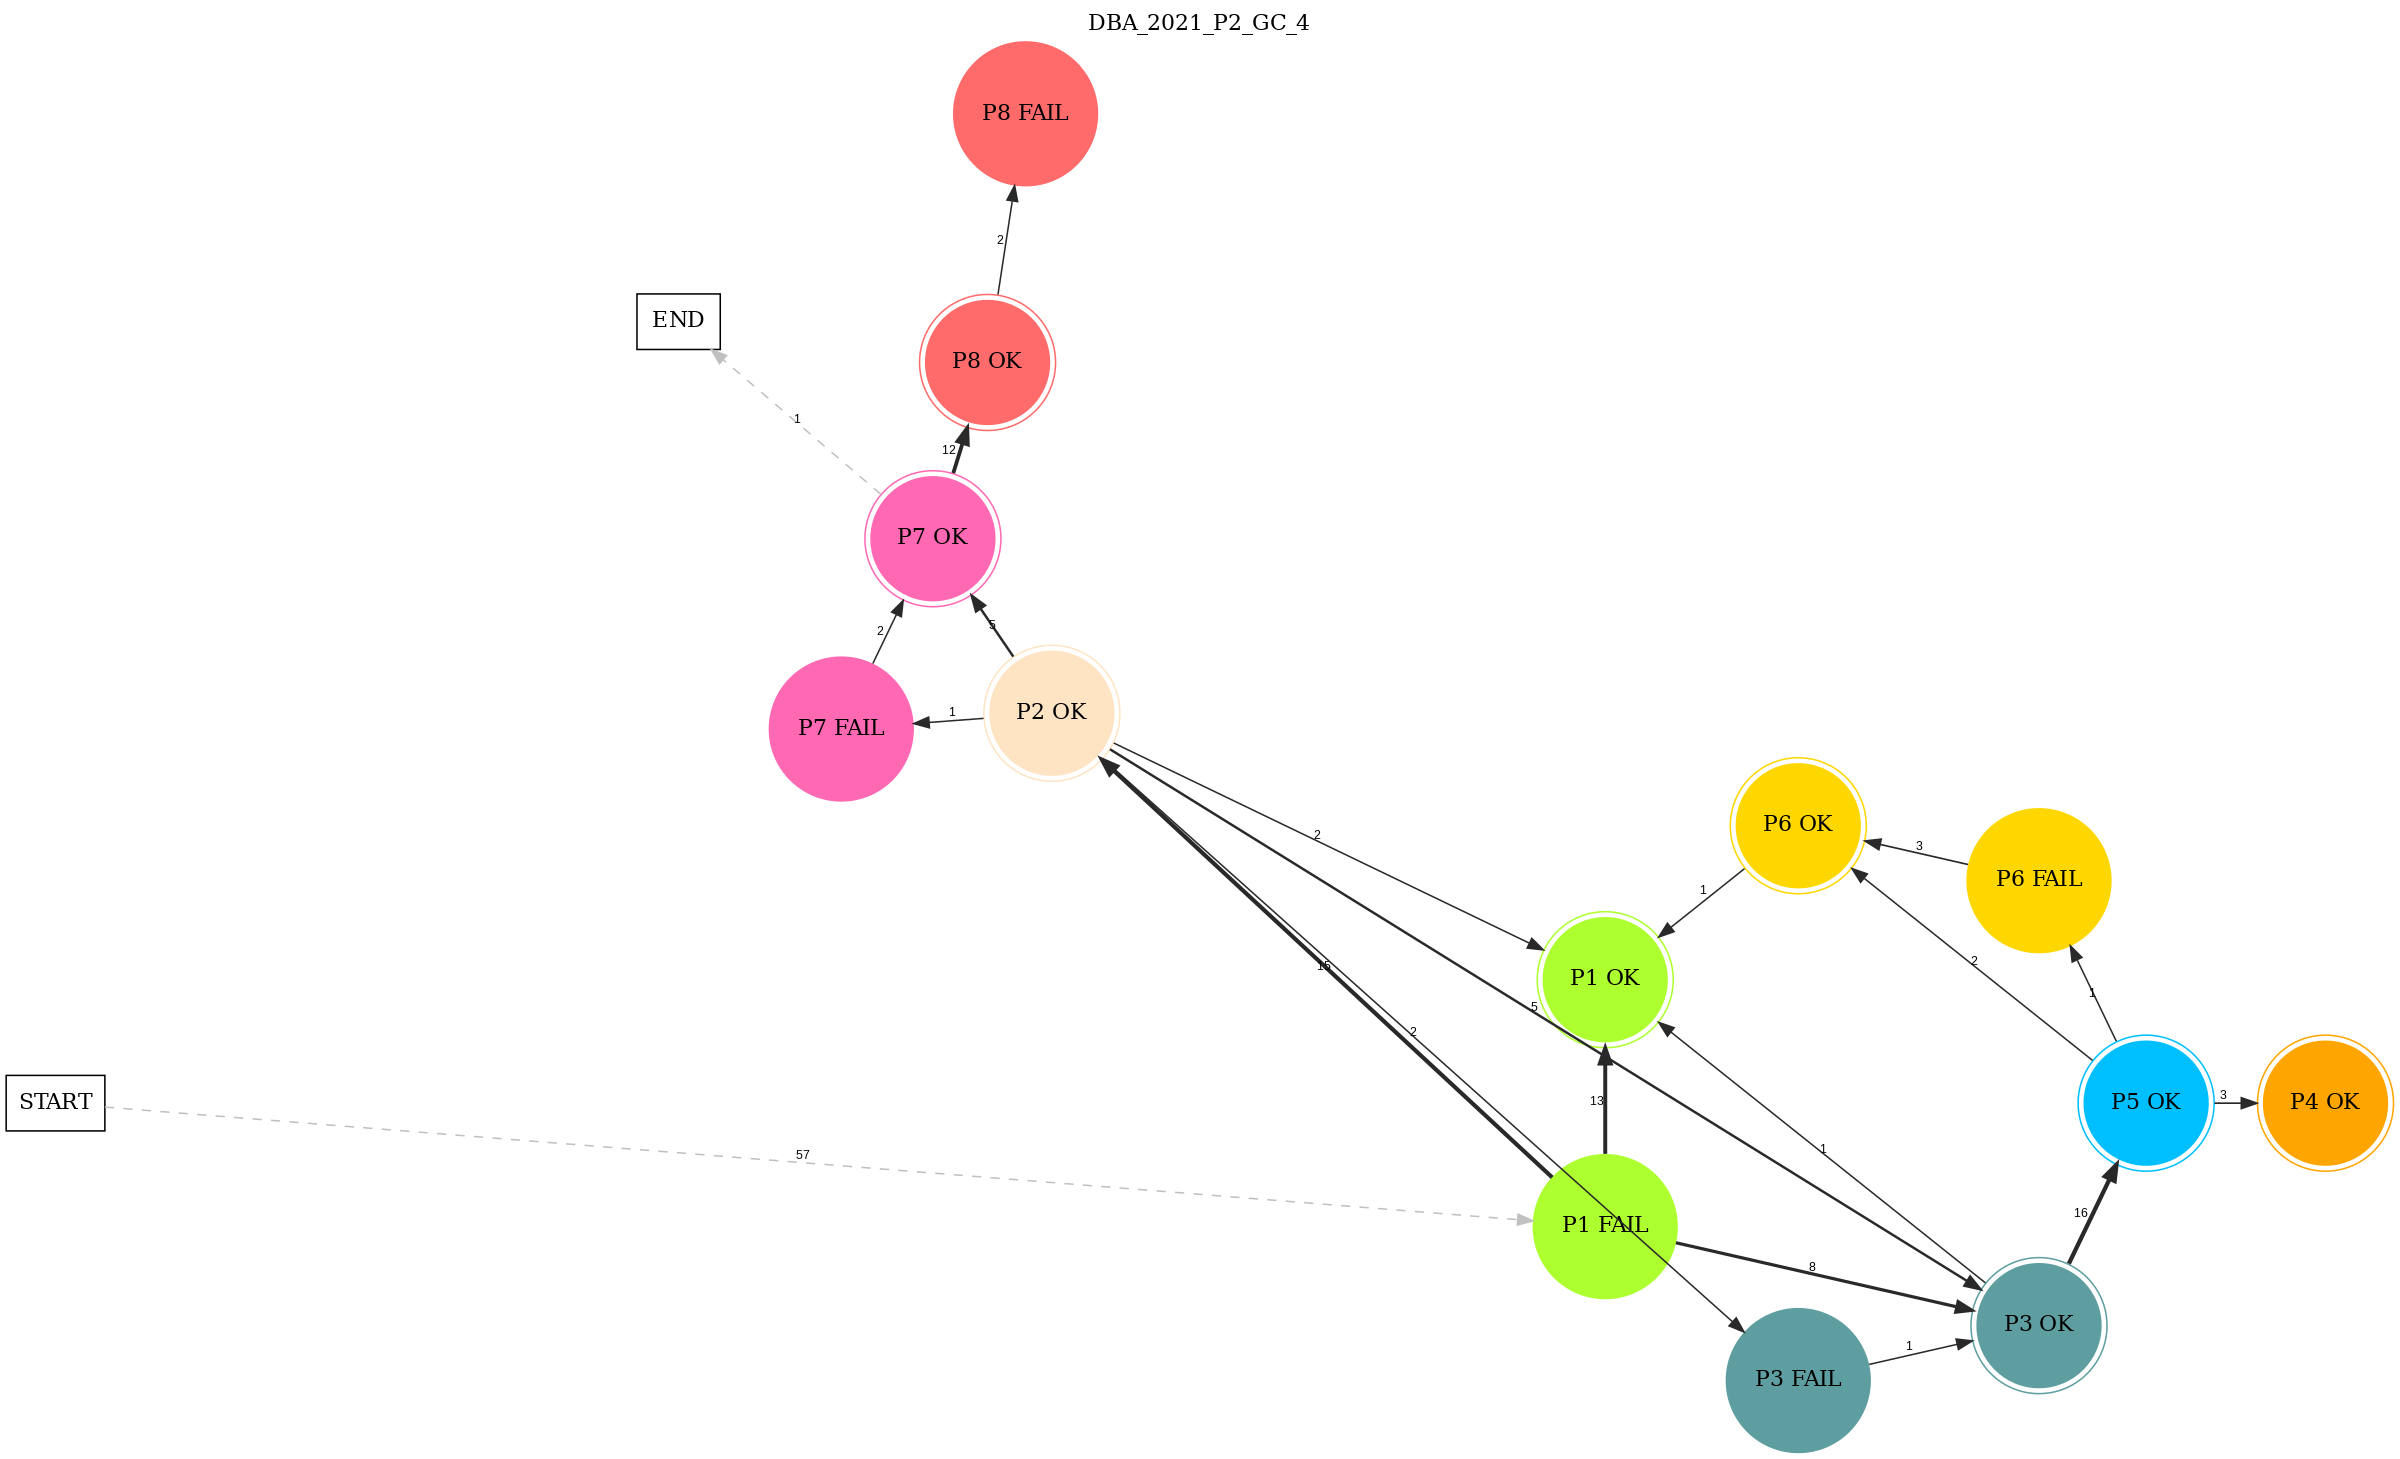 DBA_2021_P2_GC_4
P8 FAIL
2
END
P8 OK
1
12
P7 OK
2
5
P7 FAIL
1
P2 OK
2
P6 OK
3
P6 FAIL
1
15
P1 OK
5
2
2
1
START
57
13
P1 FAIL
1
P5 OK
3
P4 OK
8
16
P3 OK
1
P3 FAIL